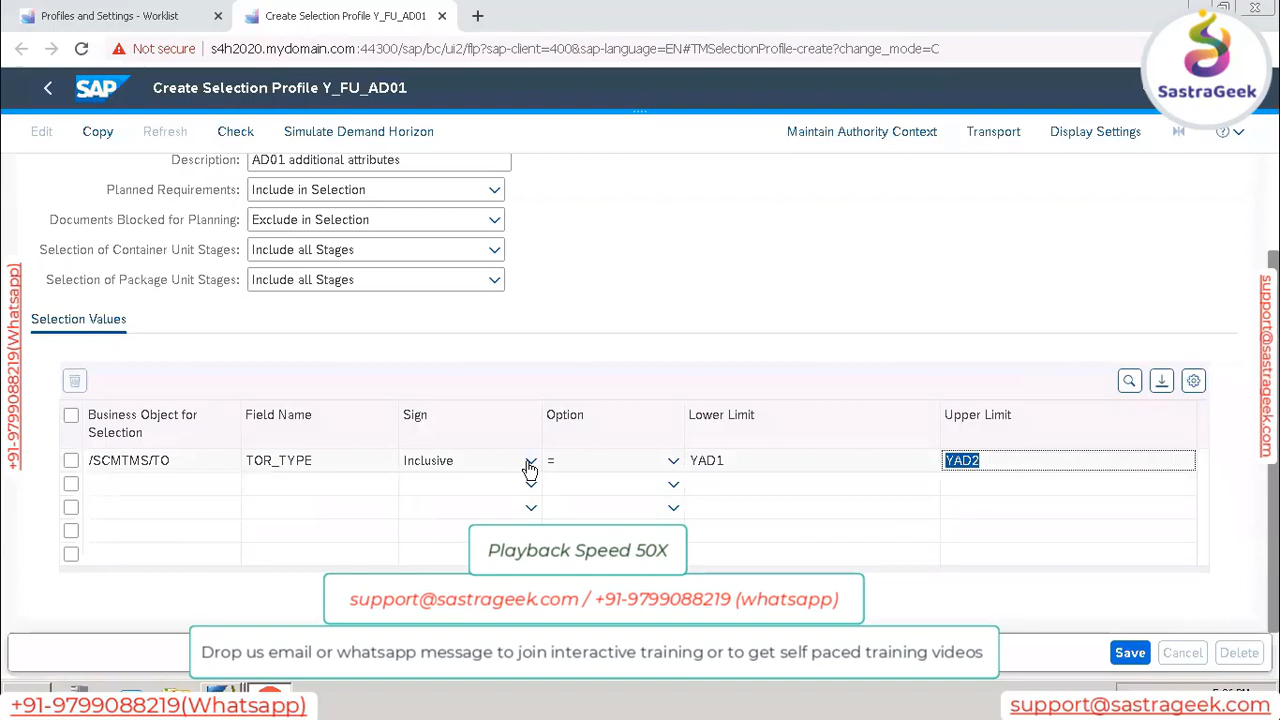 Profiles and Settings - Worklist
Create Selection Profile Y_FU_AD01
Not secure
s4h2020.mydomain.com:44300/sap/bc/ui2/flp?sap-client=400&sap-language=EN#TMSelectionProfile-create?change_mode=C
SAP
Create Selection Profile Y_FU_AD01
SastraGeek
Edit Copy Refresh Check Simulate Demand Horizon Maintain Authority Context Transport Display Settings
Description: AD01 additional attributes
Planned Requirements: Include in Selection
Documents Blocked for Planning: Exclude in Selection
Selection of Container Unit Stages: Include all Stages
Selection of Package Unit Stages: Include all Stages
+91-9799088219(Whatsapp)
support@sastrageek.com
Selection Values
Business Object for Selection Field Name Sign Option Lower Limit Upper Limit
/SCMTMS/TO TOR_TYPE Inclusive = YAD1 YAD2
Playback Speed 50X
support@sastrageek.com / +91-9799088219 (whatsapp)
Drop us email or whatsapp message to join interactive training or to get self paced training videos
Save Cancel Delete
+91-9799088219(Whatsapp)
support@sastrageek.com